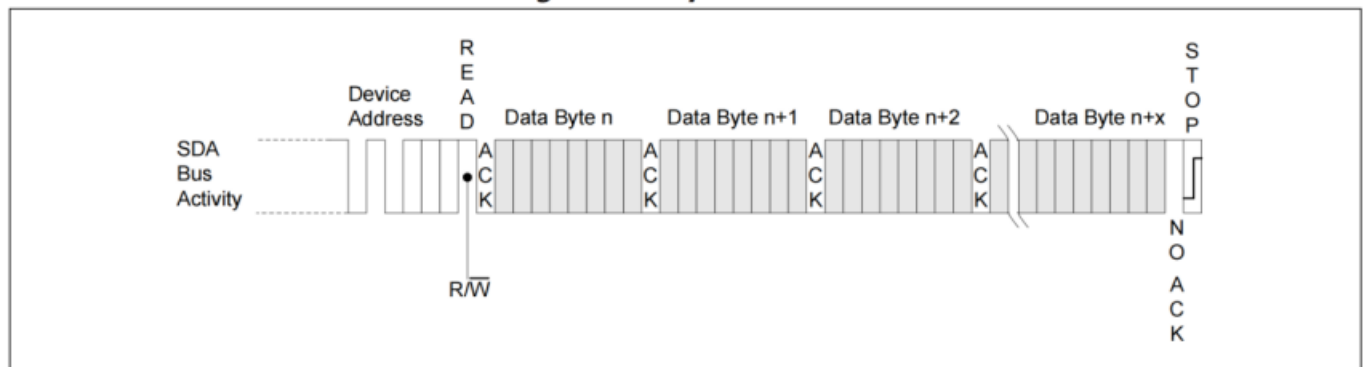 READ
STOP
Device
Address
Data Byte n
Data Byte n+1
Data Byte n+2
Data Byte n+x
SDA
Bus
Activity
ACK
ACK
ACK
ACK
NO ACK
R/W̅